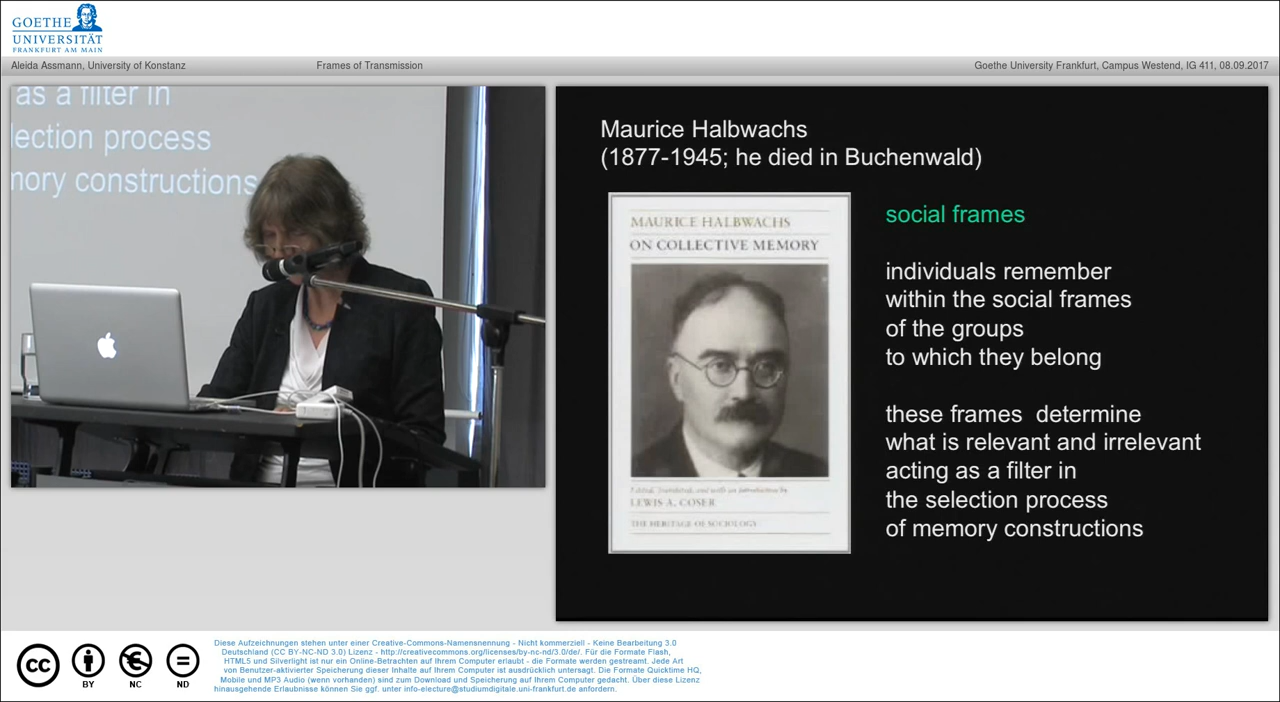 GOETHE
UNIVERSITÄT
FRANKFURT AM MAIN
Aleida Assmann, University of Konstanz
Frames of Transmission
Goethe University Frankfurt, Campus Westend, IG 411, 08.09.2017
as a filter in
lection process
mory constructions
Maurice Halbwachs
(1877-1945; he died in Buchenwald)
MAURICE HALBWACHS
ON COLLECTIVE MEMORY
Edited, translated, and with an introduction by
LEWIS A. COSER
THE HERITAGE OF SOCIOLOGY
social frames
individuals remember
within the social frames
of the groups
to which they belong
these frames determine
what is relevant and irrelevant
acting as a filter in
the selection process
of memory constructions
cc
BY
NC
ND
Diese Aufzeichnungen stehen unter einer Creative-Commons-Namensnennung - Nicht kommerziell - Keine Bearbeitung 3.0
Deutschland (CC BY-NC-ND 3.0) Lizenz - http://creativecommons.org/licenses/by-nc-nd/3.0/de/. Für die Formate Flash,
HTML5 und Silverlight ist nur ein Online-Betrachten auf Ihrem Computer erlaubt - die Formate werden gestreamt. Jede Art
von Benutzer-aktivierter Speicherung dieser Inhalte auf Ihrem Computer ist ausdrücklich untersagt. Die Formate Quicktime HQ,
Mobile und MP3 Audio (wenn vorhanden) sind zum Download und Speicherung auf Ihrem Computer gedacht. Über diese Lizenz
hinausgehende Erlaubnisse können Sie ggf. unter info-electure@studiumdigitale.uni-frankfurt.de anfordern.